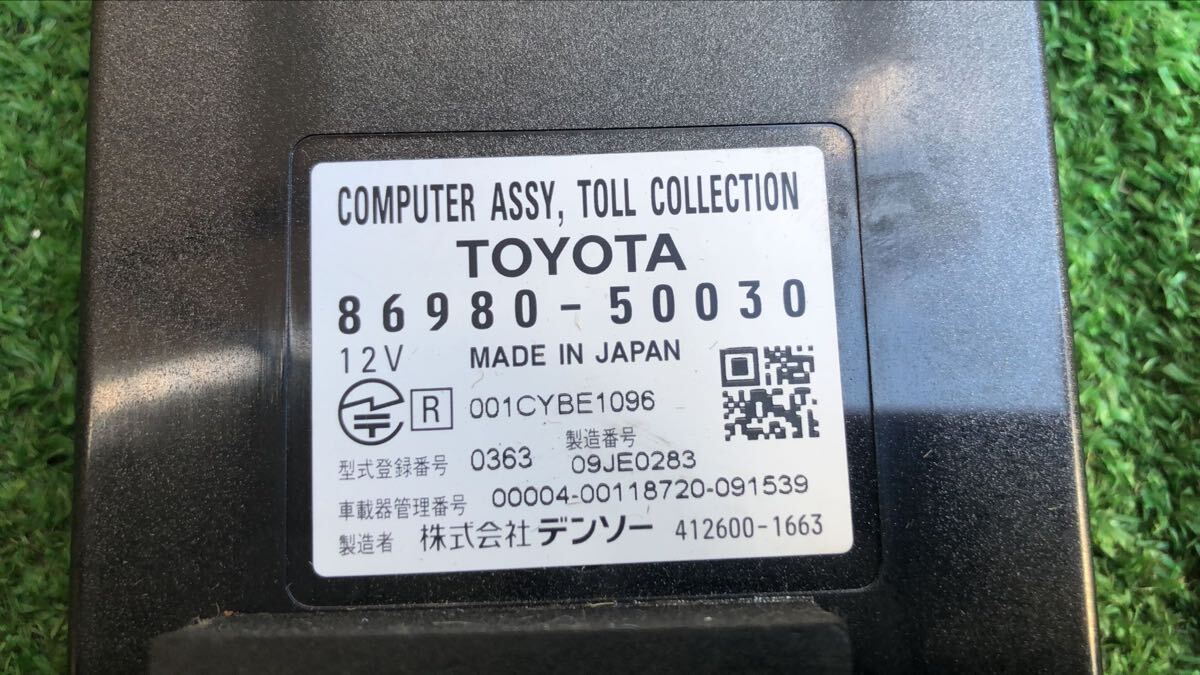 COMPUTER ASSY, TOLL COLLECTION
TOYOTA
86980-50030
12V MADE IN JAPAN
R 001CYBE1096
型式登録番号 0363 製造番号 09JE0283
車載器管理番号 00004-00118720-091539
製造者 株式会社 デンソー 412600-1663